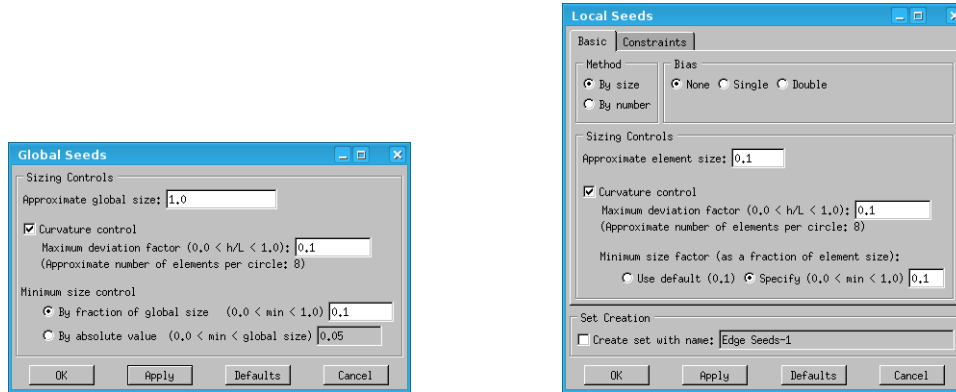 Global Seeds
Sizing Controls
Approximate global size: 1.0
Curvature control
Maximum deviation factor (0.0 < h/L < 1.0): 0.1
(Approximate number of elements per circle: 8)
Minimum size control
By fraction of global size (0.0 < min < 1.0) 0.1
By absolute value (0.0 < min < global size) 0.05
OK Apply Defaults Cancel
Local Seeds
Basic Constraints
Method Bias
By size None Single Double
By number
Sizing Controls
Approximate element size: 0.1
Curvature control
Maximum deviation factor (0.0 < h/L < 1.0): 0.1
(Approximate number of elements per circle: 8)
Minimum size factor (as a fraction of element size):
Use default (0.1) Specify (0.0 < min < 1.0) 0.1
Set Creation
Create set with name: Edge Seeds-1
OK Apply Defaults Cancel